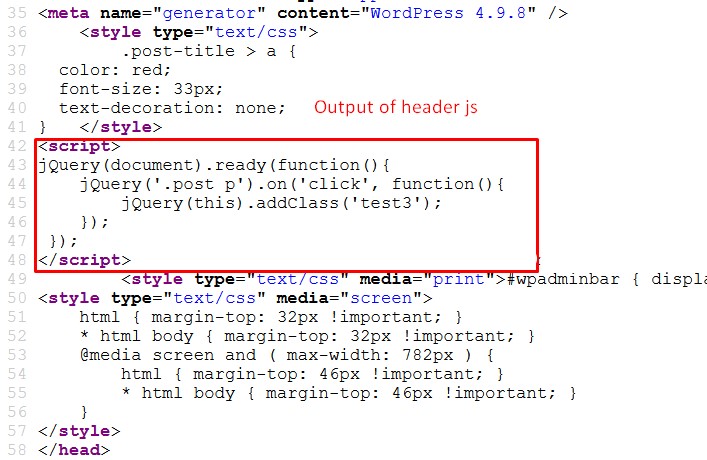 35 <meta name="generator" content="WordPress 4.9.8" />
36     <style type="text/css">
37         .post-title > a {
38   color: red;
39   font-size: 33px;
40   text-decoration: none;   Output of header js
41 }   </style>
42 <script>
43 jQuery(document).ready(function(){
44     jQuery('.post p').on('click', function(){
45         jQuery(this).addClass('test3');
46     });
47  });
48 </script>
49         <style type="text/css" media="print">#wpadminbar { displa
50 <style type="text/css" media="screen">
51     html { margin-top: 32px !important; }
52     * html body { margin-top: 32px !important; }
53     @media screen and ( max-width: 782px ) {
54         html { margin-top: 46px !important; }
55         * html body { margin-top: 46px !important; }
56     }
57 </style>
58 </head>